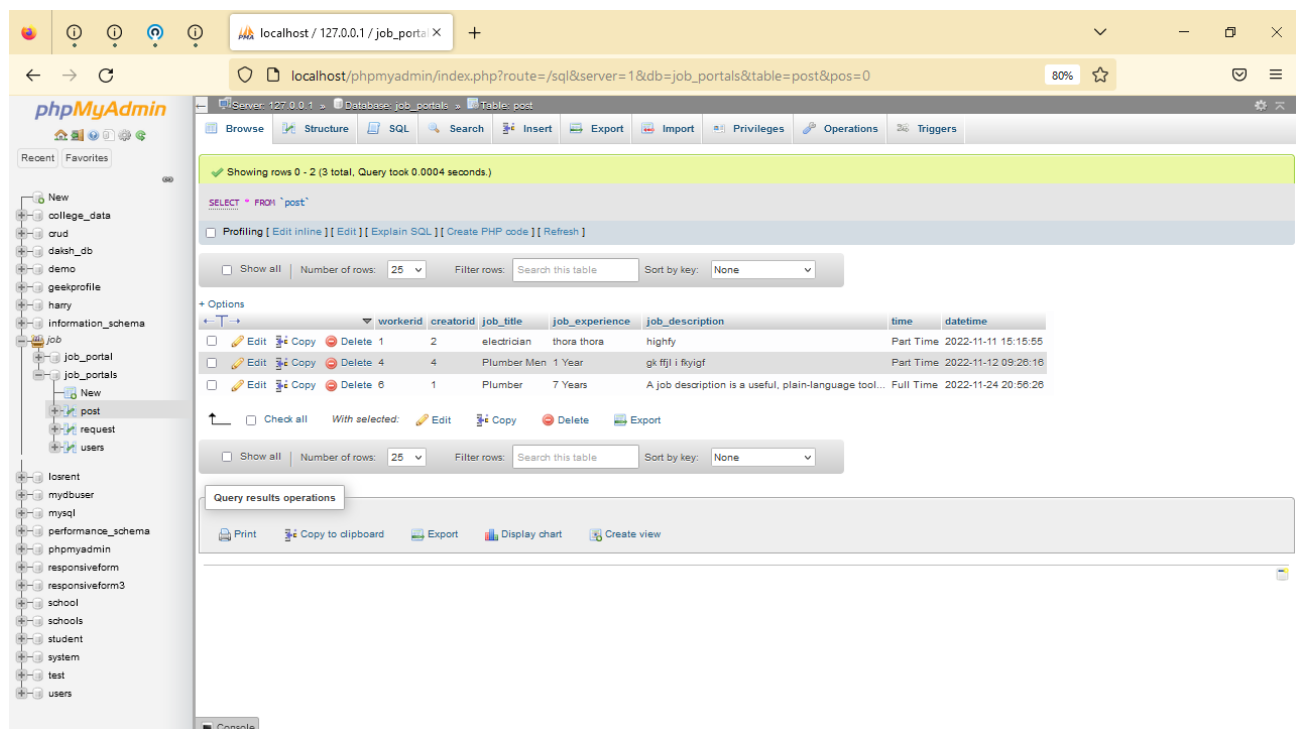 localhost / 127.0.0.1 / job_porta
localhost/phpmyadmin/index.php?route=/sql&server=1&db=job_portals&table=post&pos=0 80%
phpMyAdmin
Recent Favorites
New
college_data
crud
daksh_db
demo
geekprofile
harry
information_schema
job
job_portal
job_portals
New
post
request
users
losrent
mydbuser
mysql
performance_schema
phpmyadmin
responsiveform
responsiveform3
school
schools
student
system
test
users
Server: 127.0.0.1 » Database: job_portals » Table: post
Browse Structure SQL Search Insert Export Import Privileges Operations Triggers
Showing rows 0 - 2 (3 total, Query took 0.0004 seconds.)
SELECT * FROM `post`
Profiling [ Edit inline ] [ Edit ] [ Explain SQL ] [ Create PHP code ] [ Refresh ]
Show all | Number of rows: 25 Filter rows: Search this table Sort by key: None
+ Options
←T→ workerid creatorid job_title job_experience job_description time datetime
Edit Copy Delete 1 2 electrician thora thora highfy Part Time 2022-11-11 15:15:55
Edit Copy Delete 4 4 Plumber Men 1 Year gk ffjl i fkyigf Part Time 2022-11-12 09:26:16
Edit Copy Delete 6 1 Plumber 7 Years A job description is a useful, plain-language tool... Full Time 2022-11-24 20:56:26
Check all With selected: Edit Copy Delete Export
Show all | Number of rows: 25 Filter rows: Search this table Sort by key: None
Query results operations
Print Copy to clipboard Export Display chart Create view
Console